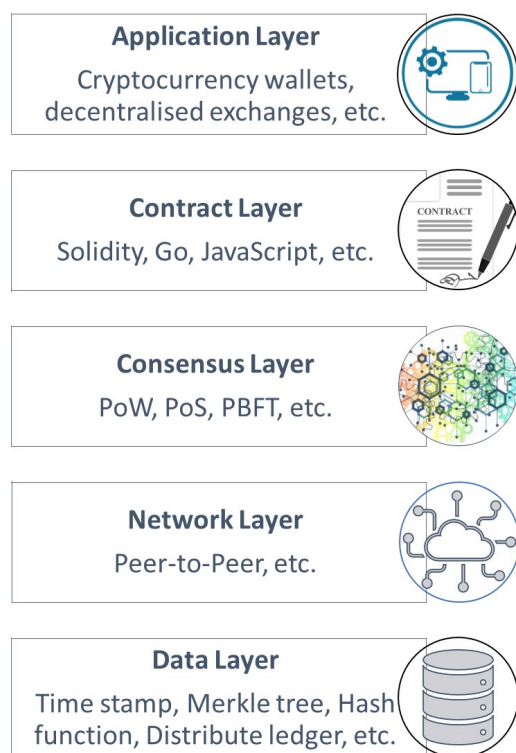 Application Layer
Cryptocurrency wallets,
decentralised exchanges, etc.
Contract Layer
Solidity, Go, JavaScript, etc.
CONTRACT
Consensus Layer
PoW, PoS, PBFT, etc.
Network Layer
Peer-to-Peer, etc.
Data Layer
Time stamp, Merkle tree, Hash
function, Distribute ledger, etc.